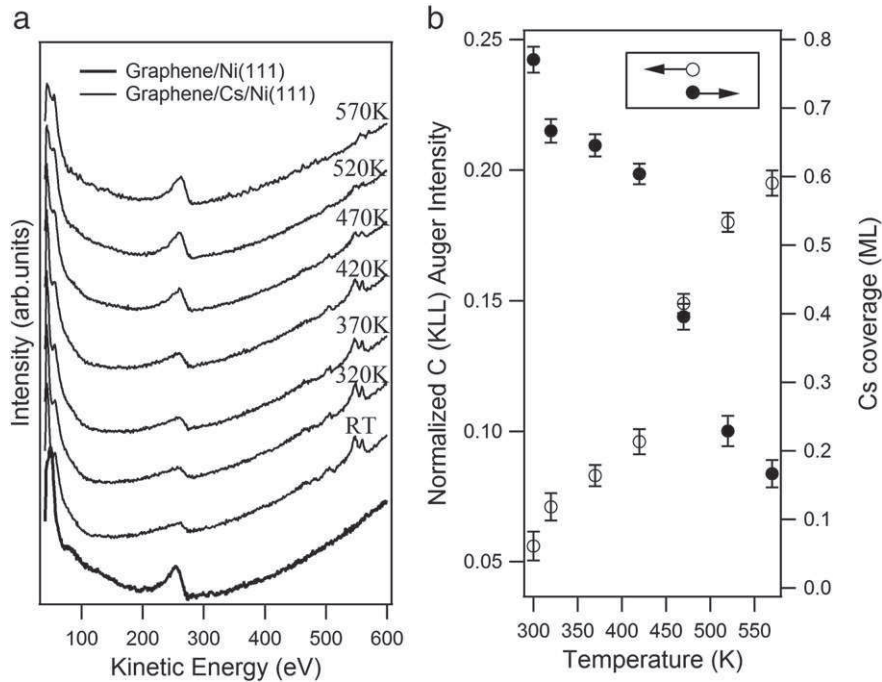 a
Graphene/Ni(111)
Graphene/Cs/Ni(111)
570K
520K
470K
420K
370K
320K
RT
Intensity (arb.units)
100 200 300 400 500 600
Kinetic Energy (eV)
b
0.25
0.20
0.15
0.10
0.05
Normalized C (KLL) Auger Intensity
0.8
0.7
0.6
0.5
0.4
0.3
0.2
0.1
0.0
Cs coverage (ML)
300 350 400 450 500 550
Temperature (K)